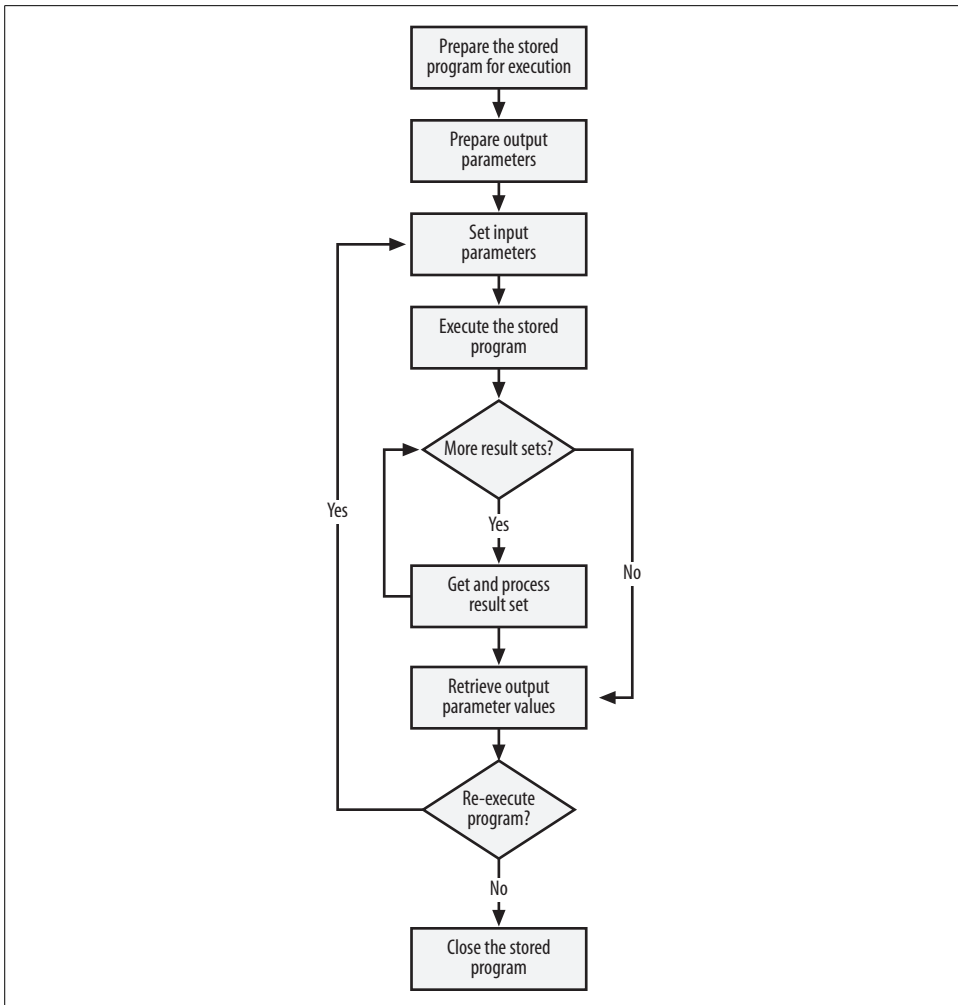 Prepare the stored
program for execution
Prepare output
parameters
Set input
parameters
Execute the stored
program
More result sets?
Yes
Yes
No
Get and process
result set
Retrieve output
parameter values
Re-execute
program?
No
Close the stored
program